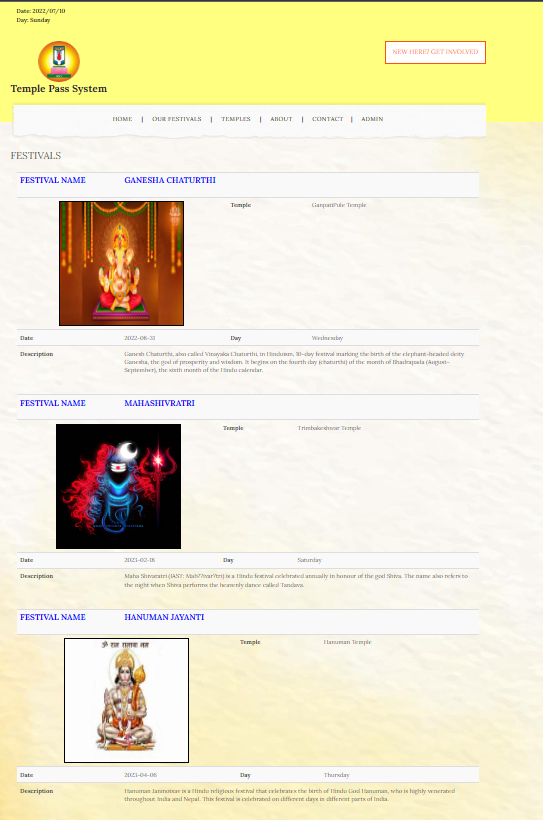 Date: 2022/07/10
Day: Sunday
NEW HERE? GET INVOLVED
Temple Pass System
HOME | OUR FESTIVALS | TEMPLES | ABOUT | CONTACT | ADMIN
FESTIVALS
FESTIVAL NAME GANESHA CHATURTHI
Temple GanpatiPule Temple
Date 2022-08-31 Day Wednesday
Description Ganesh Chaturthi, also called Vinayaka Chaturthi, in Hinduism, 10-day festival marking the birth of the elephant-headed deity
Ganesha, the god of prosperity and wisdom. It begins on the fourth day (chaturthi) of the month of Bhadrapada (August–
September), the sixth month of the Hindu calendar.
FESTIVAL NAME MAHASHIVRATRI
Temple Trimbakeshwar Temple
Date 2023-02-18 Day Saturday
Description Maha Shivaratri (IAST: Mah??ivar?tri) is a Hindu festival celebrated annually in honour of the god Shiva. The name also refers to
the night when Shiva performs the heavenly dance called Tandava.
FESTIVAL NAME HANUMAN JAYANTI
ॐ राम रामाय नमः
Temple Hanuman Temple
Date 2023-04-06 Day Thursday
Description Hanuman Janmotsav is a Hindu religious festival that celebrates the birth of Hindu God Hanuman, who is highly venerated
throughout India and Nepal. This festival is celebrated on different days in different parts of India.